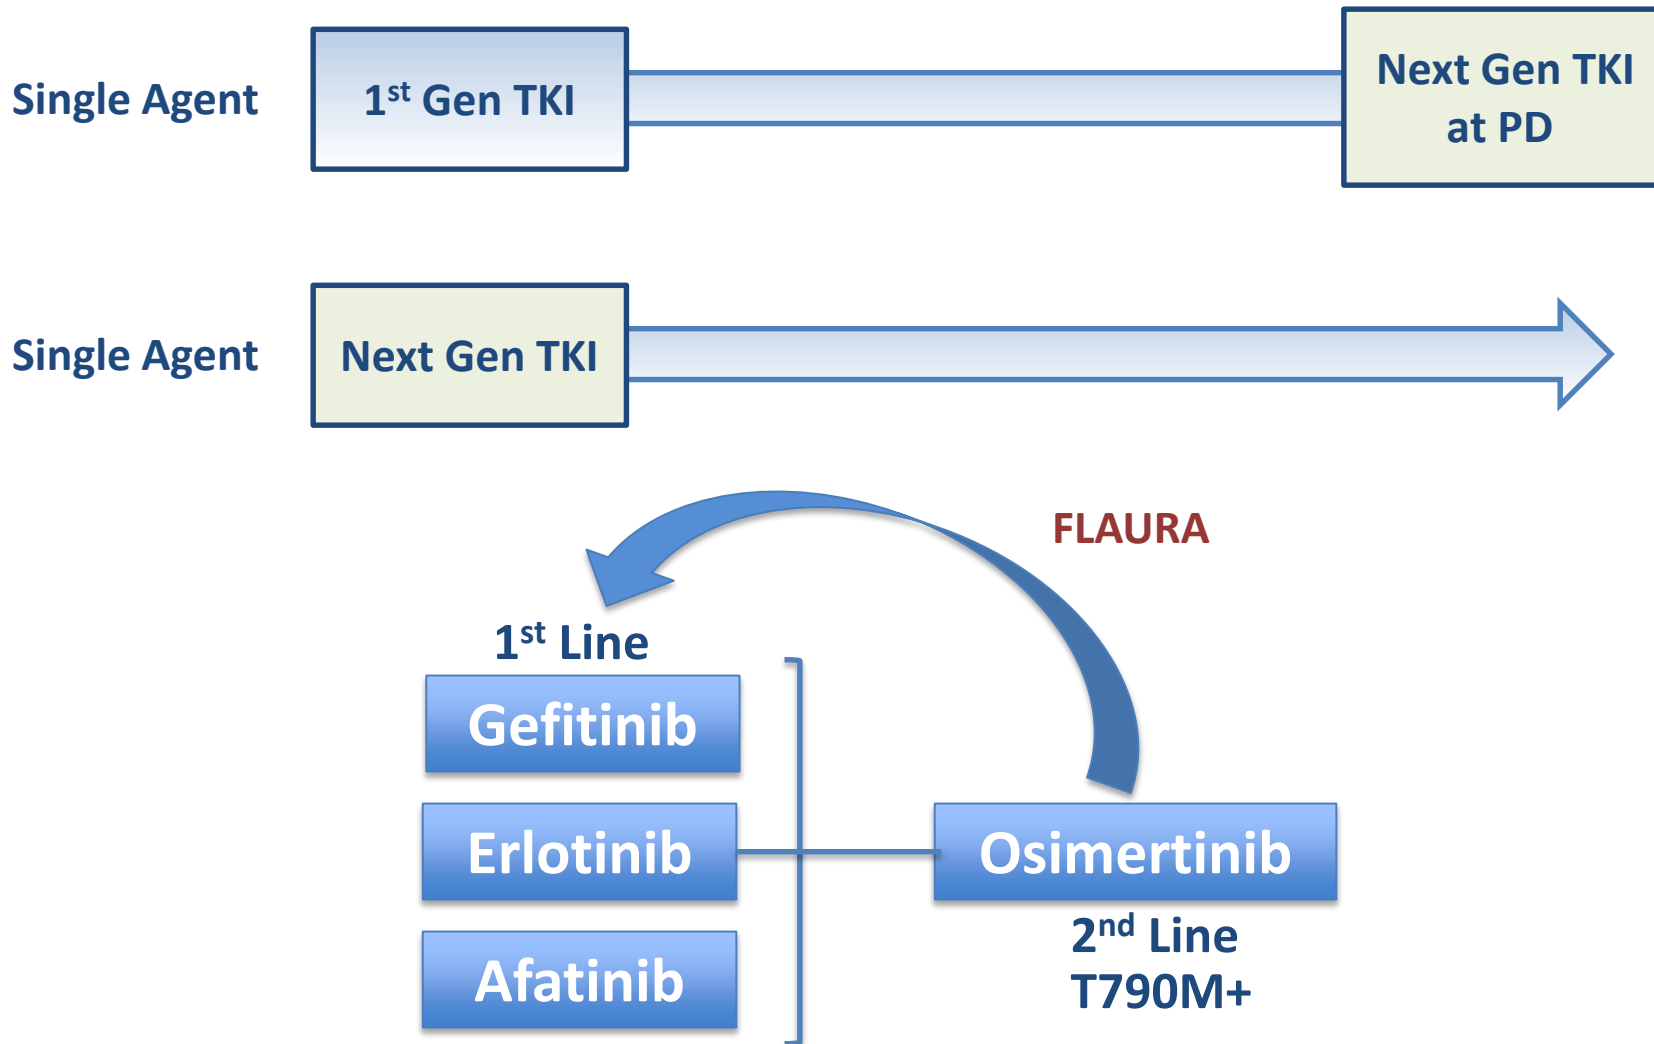 Single Agent
1st Gen TKI
Next Gen TKI
at PD
Single Agent
Next Gen TKI
FLAURA
1st Line
Gefitinib
Erlotinib
Afatinib
Osimertinib
2nd Line
T790M+